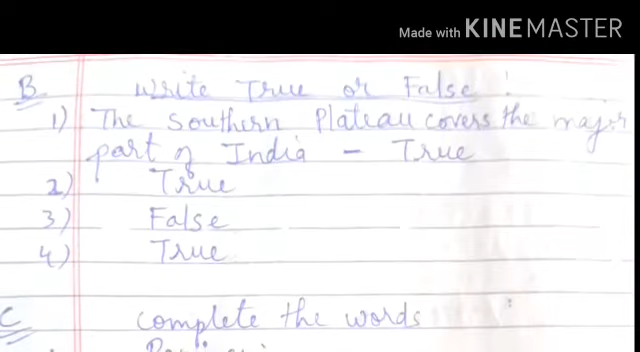 Made with KINEMASTER
B. Write True or False :
1) The Southern Plateau covers the major
part of India – True
2) True
3) False
4) True
C complete the words :